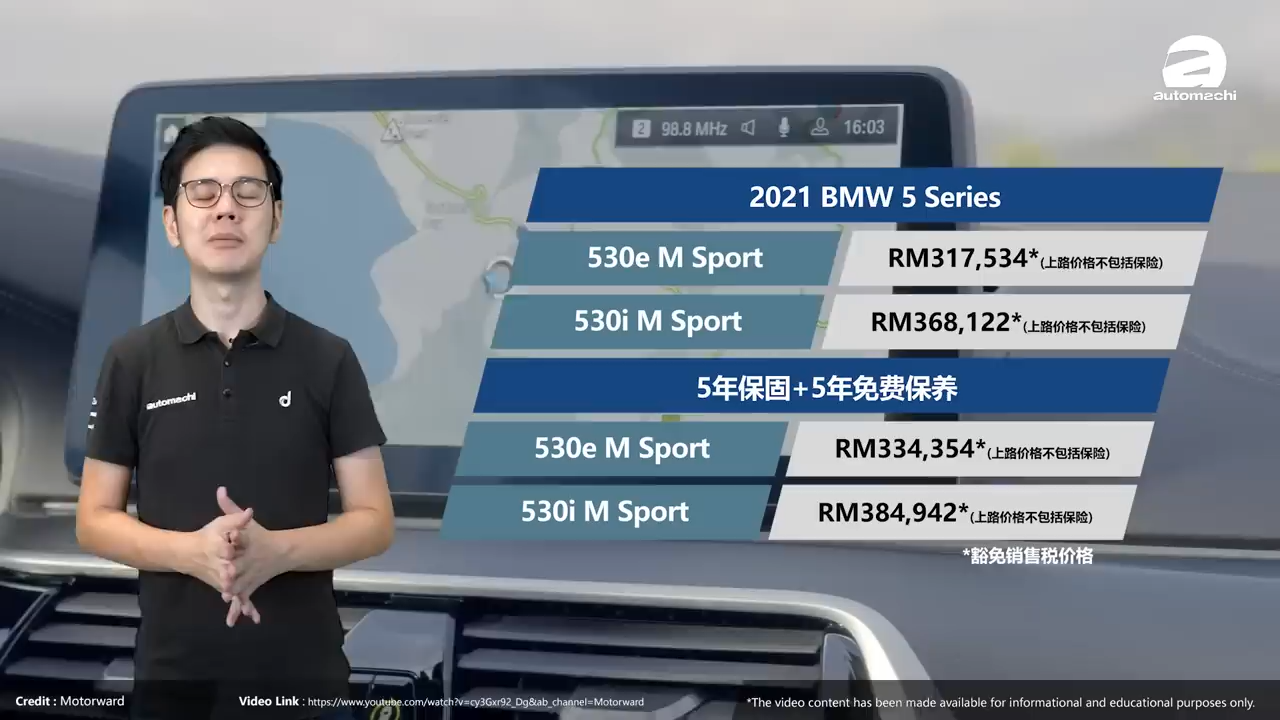 automachi
2 98.8 MHz 16:03
2021 BMW 5 Series
530e M Sport RM317,534*(上路价格不包括保险)
530i M Sport RM368,122*(上路价格不包括保险)
5年保固+5年免费保养
530e M Sport RM334,354*(上路价格不包括保险)
530i M Sport RM384,942*(上路价格不包括保险)
*豁免销售税价格
automachi d
Credit : Motorward Video Link : https://www.youtube.com/watch?v=cy3Gxr92_Dg&ab_channel=Motorward *The video content has been made available for informational and educational purposes only.